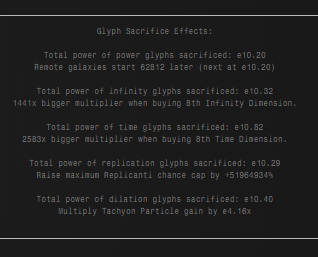 Glyph Sacrifice Effects:
Total power of power glyphs sacrificed: e10.20
Remote galaxies start 62812 later (next at e10.20)
Total power of infinity glyphs sacrificed: e10.32
1441x bigger multiplier when buying 8th Infinity Dimension.
Total power of time glyphs sacrificed: e10.82
2583x bigger multiplier when buying 8th Time Dimension.
Total power of replication glyphs sacrificed: e10.29
Raise maximum Replicanti chance cap by +51964934%
Total power of dilation glyphs sacrificed: e10.40
Multiply Tachyon Particle gain by e4.16x